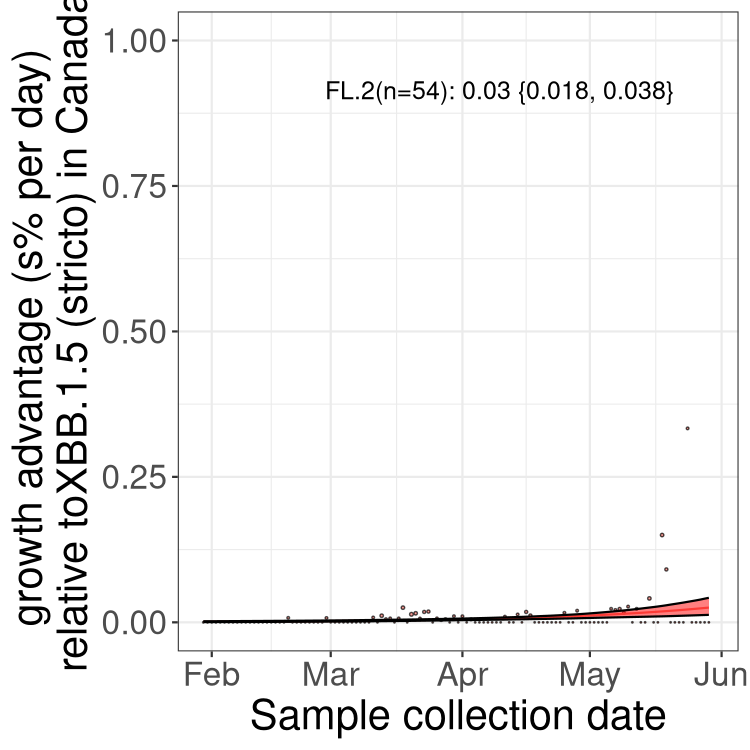 growth advantage (s% per day)
relative toXBB.1.5 (stricto) in Canada
1.00
0.75
0.50
0.25
0.00
FL.2(n=54): 0.03 {0.018, 0.038}
Feb Mar Apr May Jun
Sample collection date